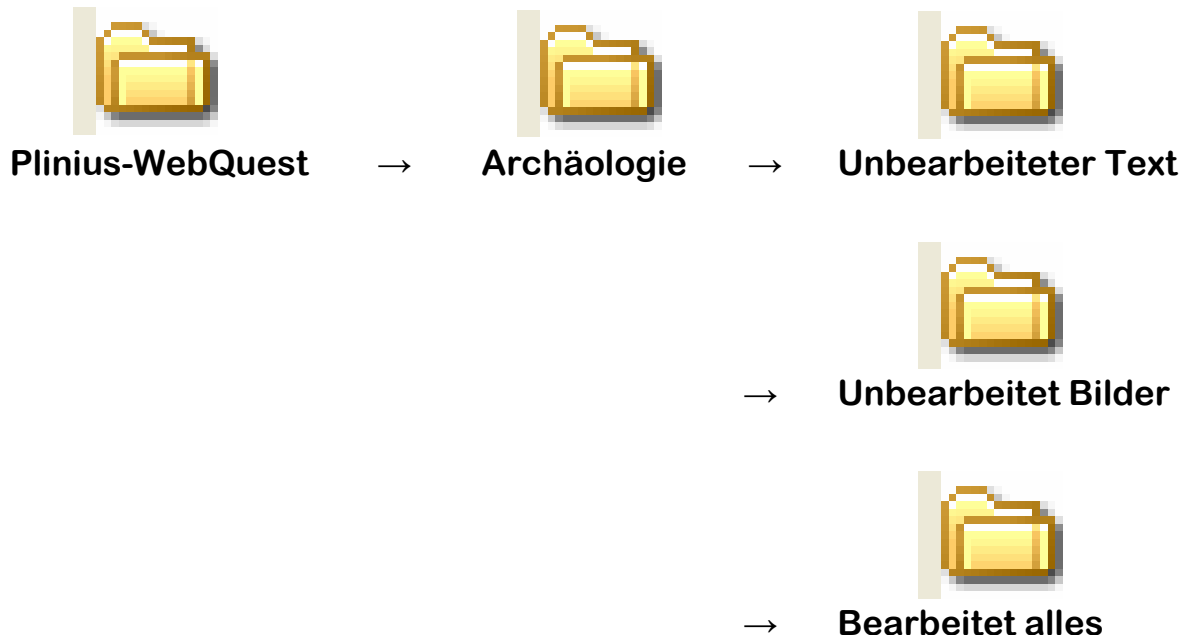 Plinius-WebQuest → Archäologie → Unbearbeiteter Text
→ Unbearbeitet Bilder
→ Bearbeitet alles